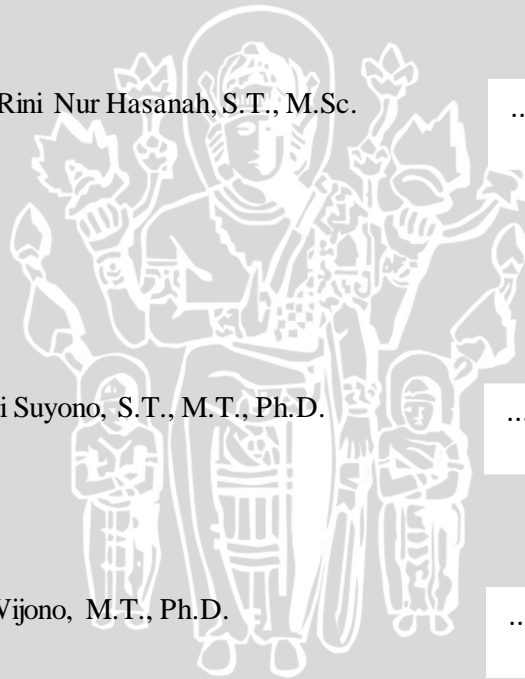 Rini Nur Hasanah, S.T., M.Sc. ..
i Suyono, S.T., M.T., Ph.D. ...
Wijono, M.T., Ph.D. ..